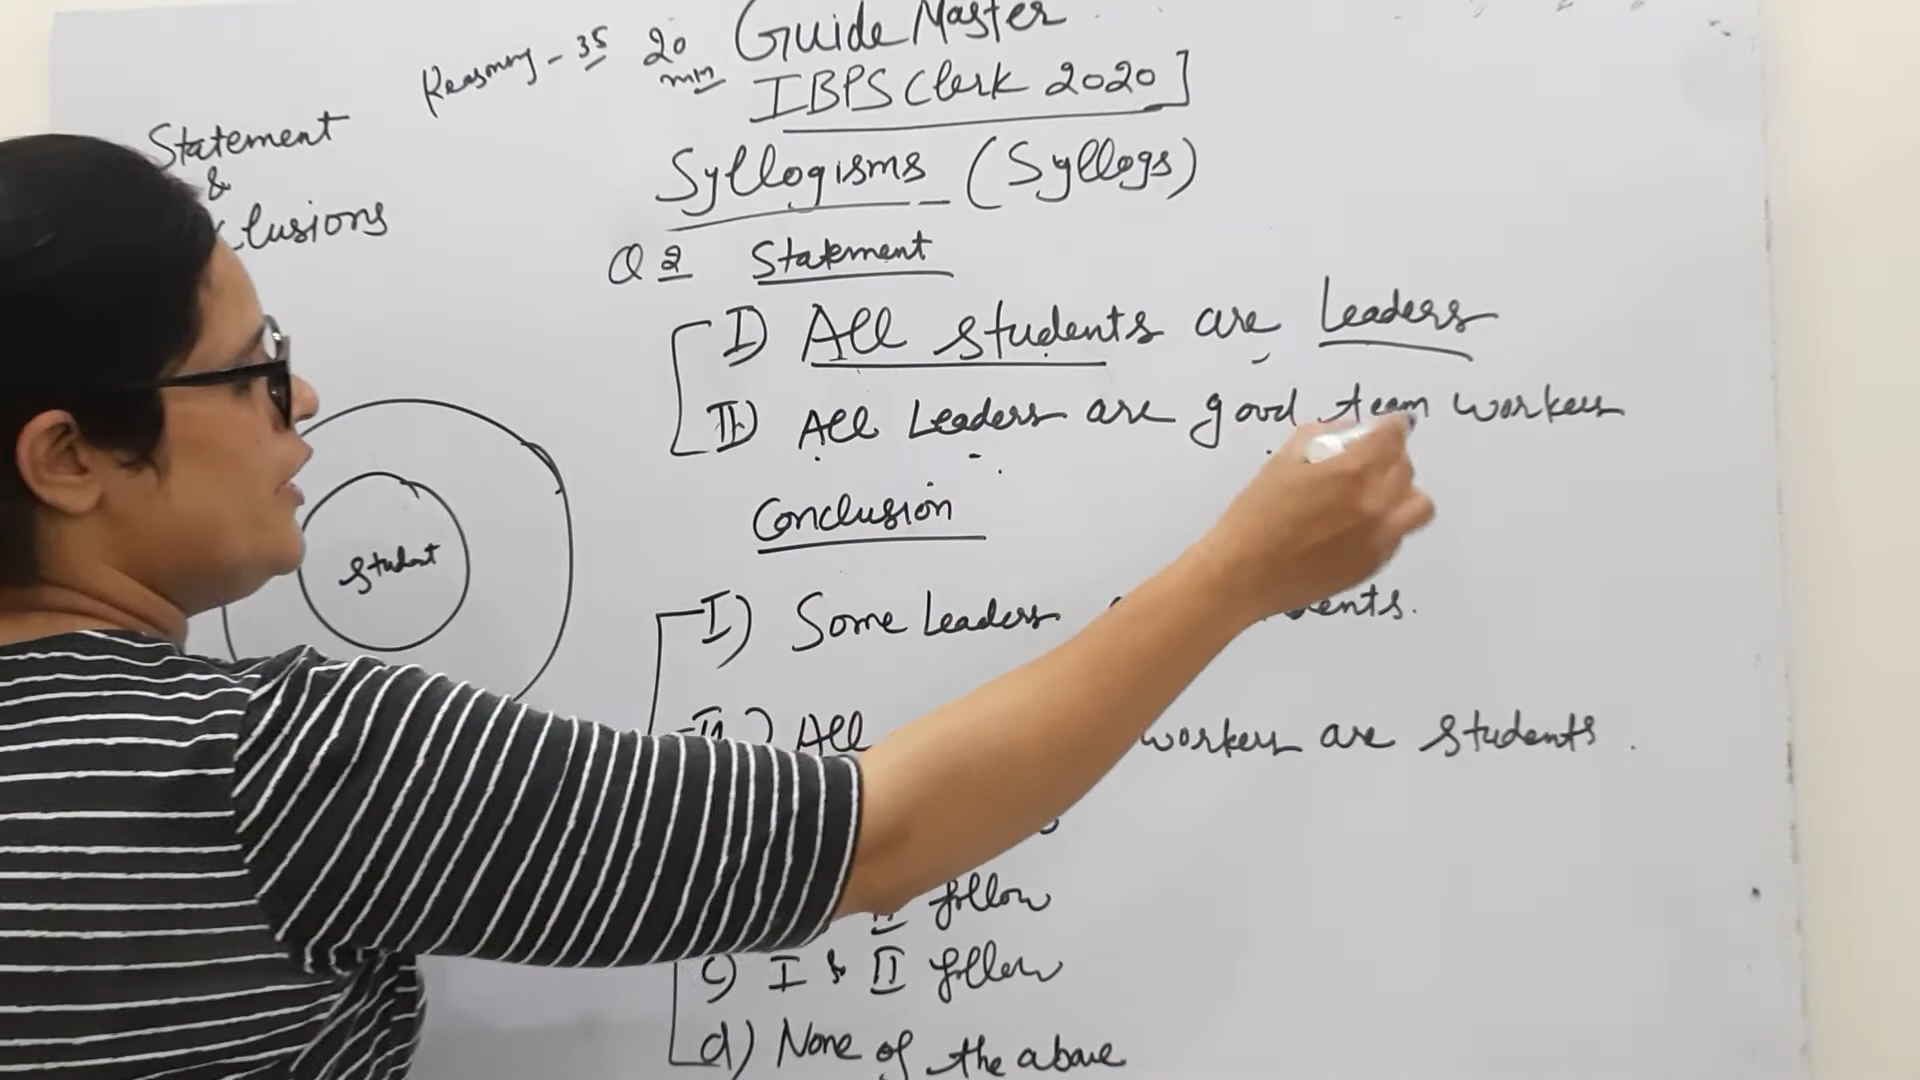 Reasoning - 35 20 min
Guide Master
IBPS Clerk 2020]
Statement
&
clusions
Syllogisms (Syllogs)
Q 2 Statement
I) All students are Leaders
II) All Leaders are good team workers
Student
Conclusion
I) Some Leaders ents.
II) All workers are students.
II follow
c) I & II follow
d) None of the above